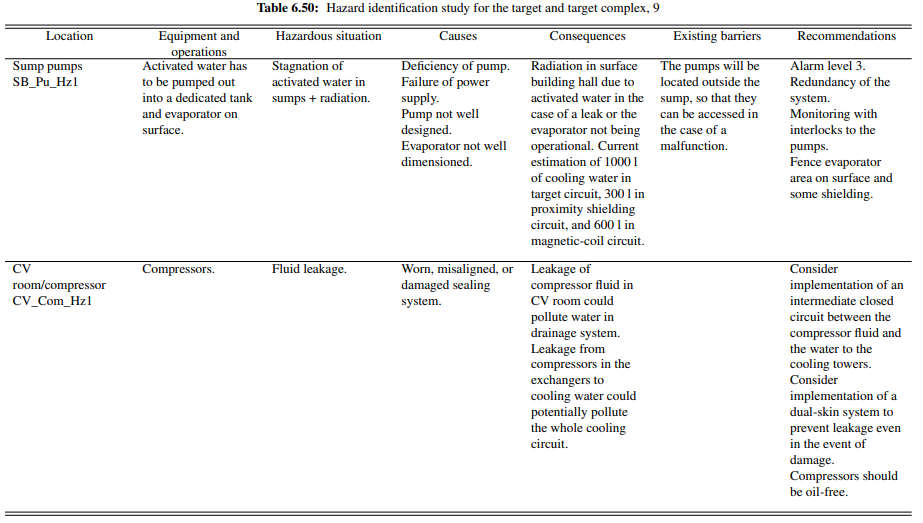 Table 6.50: Hazard identification study for the target and target complex, 9
Location
Equipment and
operations
Hazardous situation
Causes
Consequences
Existing barriers
Recommendations
Sump pumps
SB_Pu_Hz1
Activated water has
to be pumped out
into a dedicated tank
and evaporator on
surface.
Stagnation of
activated water in
sumps + radiation.
Deficiency of pump.
Failure of power
supply.
Pump not well
designed.
Evaporator not well
dimensioned.
Radiation in surface
building hall due to
activated water in the
case of a leak or the
evaporator not being
operational. Current
estimation of 1000 l
of cooling water in
target circuit, 300 l in
proximity shielding
circuit, and 600 l in
magnetic-coil circuit.
The pumps will be
located outside the
sump, so that they
can be accessed in
the case of a
malfunction.
Alarm level 3.
Redundancy of the
system.
Monitoring with
interlocks to the
pumps.
Fence evaporator
area on surface and
some shielding.
CV
room/compressor
CV_Com_Hz1
Compressors.
Fluid leakage.
Worn, misaligned, or
damaged sealing
system.
Leakage of
compressor fluid in
CV room could
pollute water in
drainage system.
Leakage from
compressors in the
exchangers to
cooling water could
potentially pollute
the whole cooling
circuit.
Consider
implementation of an
intermediate closed
circuit between the
compressor fluid and
the water to the
cooling towers.
Consider
implementation of a
dual-skin system to
prevent leakage even
in the event of
damage.
Compressors should
be oil-free.